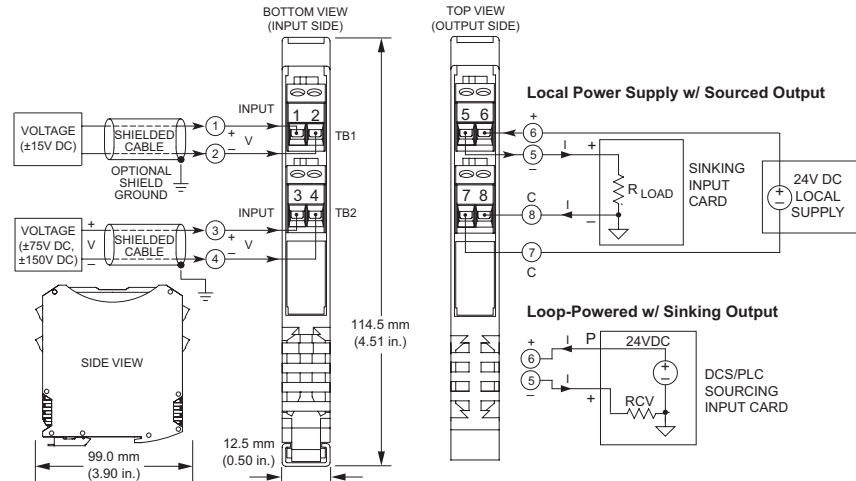 BOTTOM VIEW
(INPUT SIDE)
TOP VIEW
(OUTPUT SIDE)
VOLTAGE
(±15V DC)
SHIELDED
CABLE
OPTIONAL
SHIELD
GROUND
INPUT
1
+
V
2
−
1 2
TB1
VOLTAGE
(±75V DC,
±150V DC)
+
V
−
SHIELDED
CABLE
INPUT
3
+
V
4
−
3 4
TB2
SIDE VIEW
99.0 mm
(3.90 in.)
114.5 mm
(4.51 in.)
12.5 mm
(0.50 in.)
5 6
7 8
Local Power Supply w/ Sourced Output
+
6
5
−
I
+
R LOAD
SINKING
INPUT
CARD
+
−
24V DC
LOCAL
SUPPLY
C
8
I
−
7
C
Loop-Powered w/ Sinking Output
+
6
I
P
24VDC
+
−
5
−
I
+
RCV
DCS/PLC
SOURCING
INPUT CARD